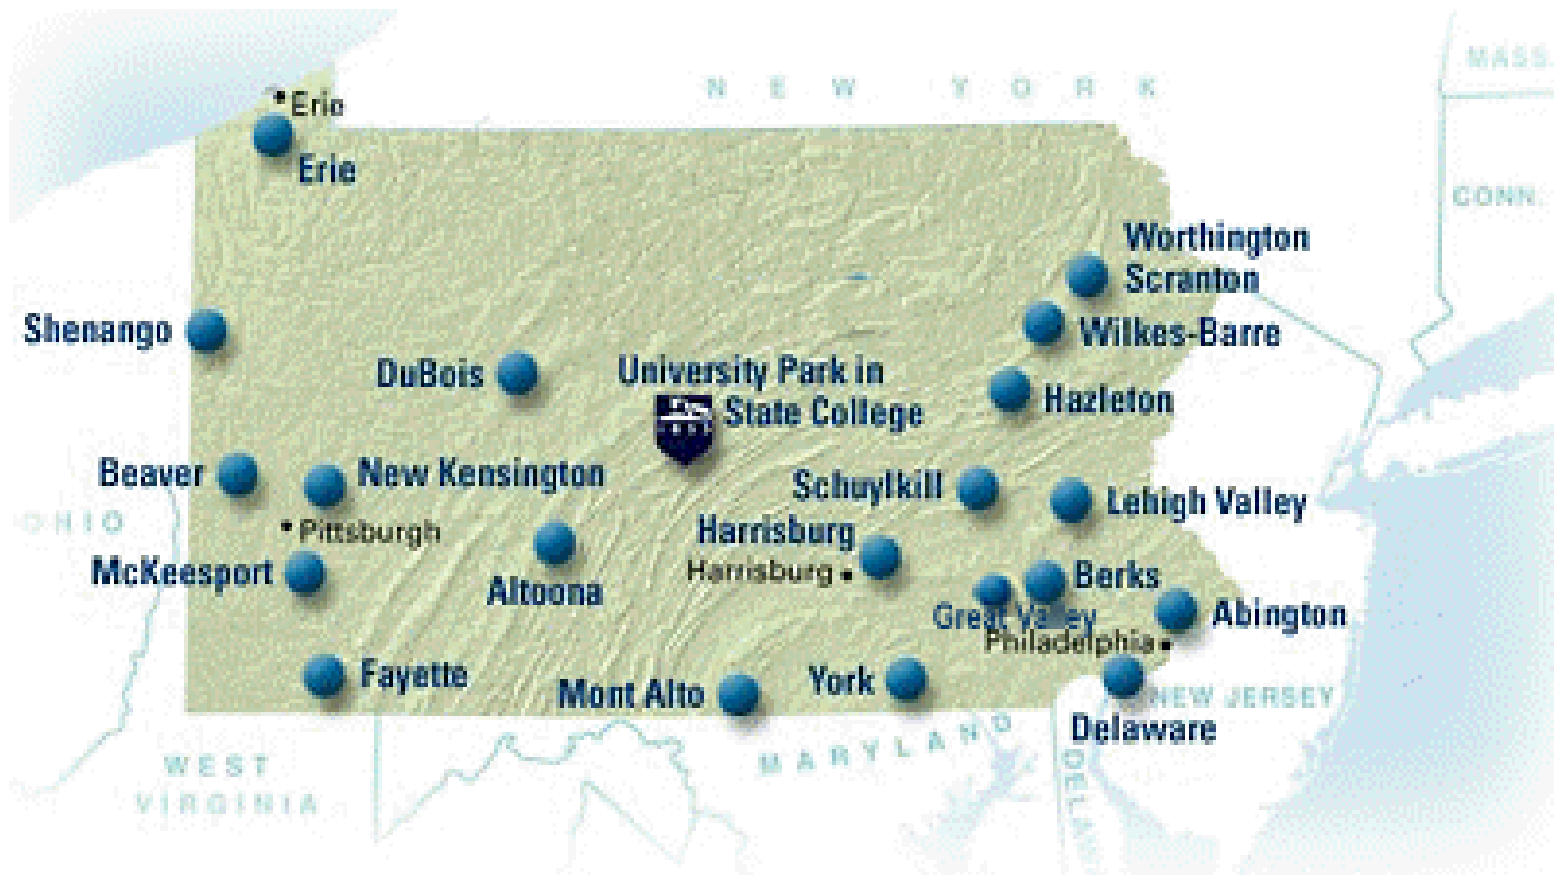 MASS.
NEW YORK
Erie
Erie
CONN.
Worthington
Scranton
Shenango
Wilkes-Barre
DuBois
University Park in
State College
Hazleton
Beaver
New Kensington
Schuylkill
Lehigh Valley
OHIO
Pittsburgh
Harrisburg
Harrisburg
McKeesport
Altoona
Berks
Great Valley
Abington
Philadelphia
Fayette
Mont Alto
York
NEW JERSEY
Delaware
MARYLAND
WEST
VIRGINIA